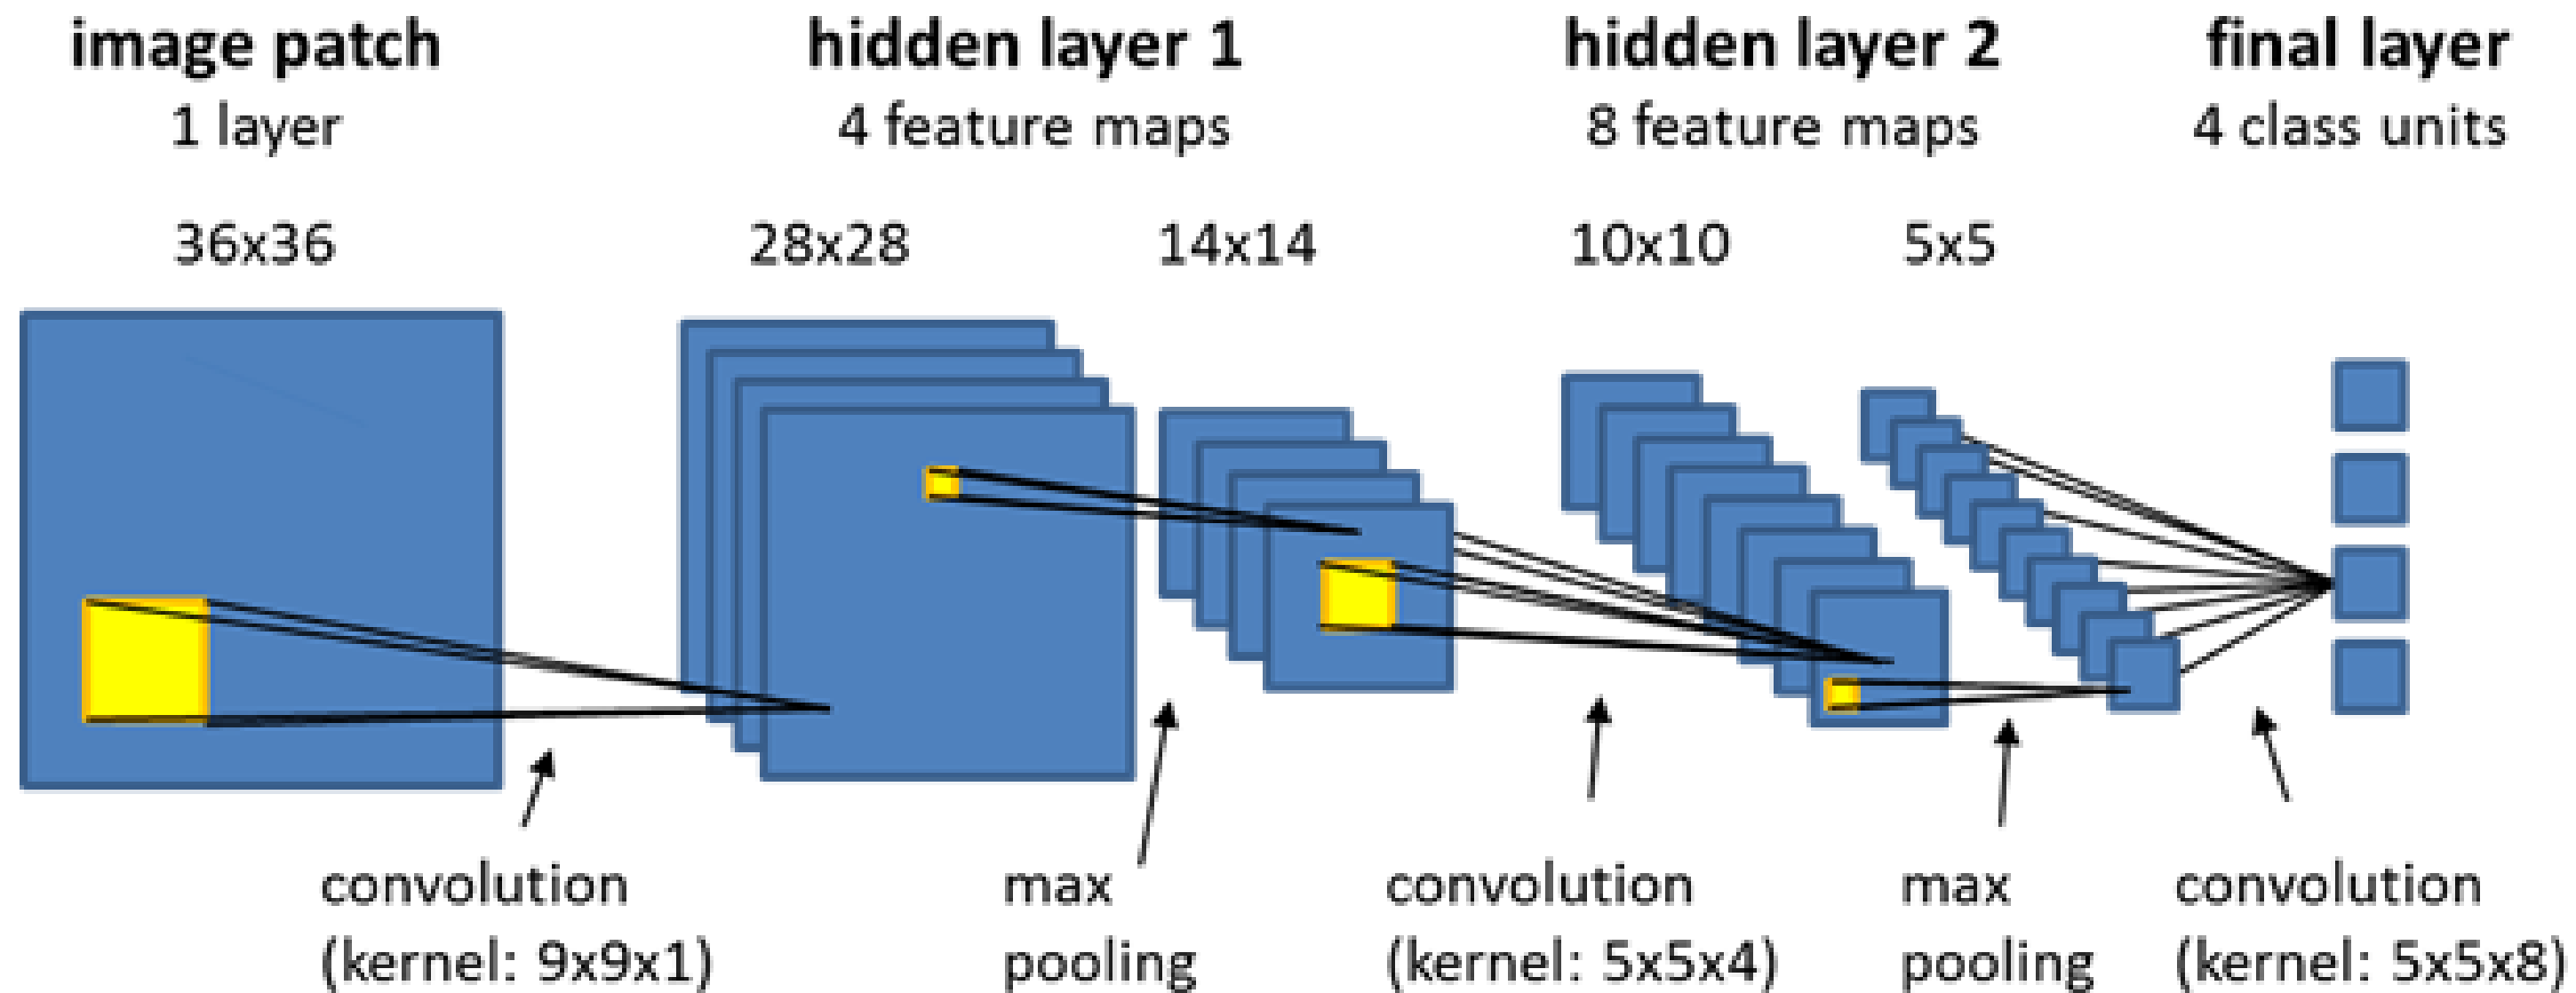 image patch
1 layer
hidden layer 1
4 feature maps
hidden layer 2
8 feature maps
final layer
4 class units
36x36
28x28
14x14
10x10
5x5
convolution
(kernel: 9x9x1)
max
pooling
convolution
(kernel: 5x5x4)
max
pooling
convolution
(kernel: 5x5x8)